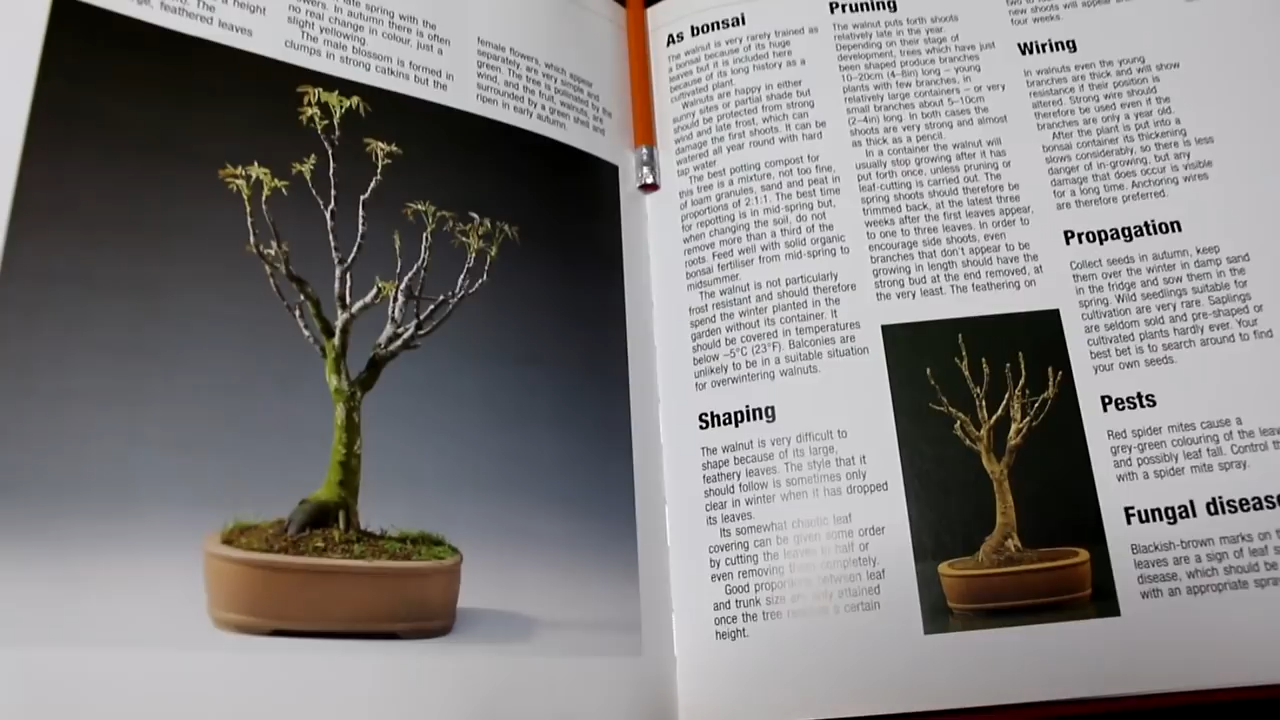 a height
. The
ge, feathered leaves
ate spring with the
wers. In autumn there is often
no real change in colour, just a
slight yellowing.
The male blossom is formed in
clumps in strong catkins but the
female flowers, which appear
separately, are very simple and
green. The tree is pollinated by the
wind, and the fruit, walnuts, are
surrounded by a green shell and
ripen in early autumn.
As bonsai
The walnut is very rarely trained as
a bonsai because of its huge
leaves but it is included here
because of its long history as a
cultivated plant.
Walnuts are happy in either
sunny sites or partial shade but
should be protected from strong
wind and late frost, which can
damage the first shoots. It can be
watered all year round with hard
tap water.
The best potting compost for
this tree is a mixture, not too fine,
of loam granules, sand and peat in
proportions of 2:1:1. The best time
for repotting is in mid-spring but,
when changing the soil, do not
remove more than a third of the
roots. Feed well with solid organic
bonsai fertiliser from mid-spring to
midsummer.
The walnut is not particularly
frost resistant and should therefore
spend the winter planted in the
garden without its container. It
should be covered in temperatures
below –5°C (23°F). Balconies are
unlikely to be in a suitable situation
for overwintering walnuts.
Shaping
The walnut is very difficult to
shape because of its large,
feathery leaves. The style that it
should follow is sometimes only
clear in winter when it has dropped
its leaves.
Its somewhat chaotic leaf
covering can be given some order
by cutting the leaves in half or
even removing them completely.
Good proportions between leaf
and trunk size are only attained
once the tree reaches a certain
height.
Pruning
The walnut puts forth shoots
relatively late in the year.
Depending on their stage of
development, trees which have just
been shaped produce branches
10–20cm (4–8in) long – young
plants with few branches, in
relatively large containers – or very
small branches about 5–10cm
(2–4in) long. In both cases the
shoots are very strong and almost
as thick as a pencil.
In a container the walnut will
usually stop growing after it has
put forth once, unless pruning or
leaf-cutting is carried out. The
spring shoots should therefore be
trimmed back, at the latest three
weeks after the first leaves appear,
to one to three leaves. In order to
encourage side shoots, even
branches that don't appear to be
growing in length should have the
strong bud at the end removed, at
the very least. The feathering on
new shoots will appear
four weeks.
Wiring
In walnuts even the young
branches are thick and will show
resistance if their position is
altered. Strong wire should
therefore be used even if the
branches are only a year old.
After the plant is put into a
bonsai container its thickening
slows considerably, so there is less
danger of in-growing, but any
damage that does occur is visible
for a long time. Anchoring wires
are therefore preferred.
Propagation
Collect seeds in autumn, keep
them over the winter in damp sand
in the fridge and sow them in the
spring. Wild seedlings suitable for
cultivation are very rare. Saplings
are seldom sold and pre-shaped or
cultivated plants hardly ever. Your
best bet is to search around to find
your own seeds.
Pests
Red spider mites cause a
grey-green colouring of the leav
and possibly leaf fall. Control th
with a spider mite spray.
Fungal disease
Blackish-brown marks on t
leaves are a sign of leaf s
disease, which should be
with an appropriate spra